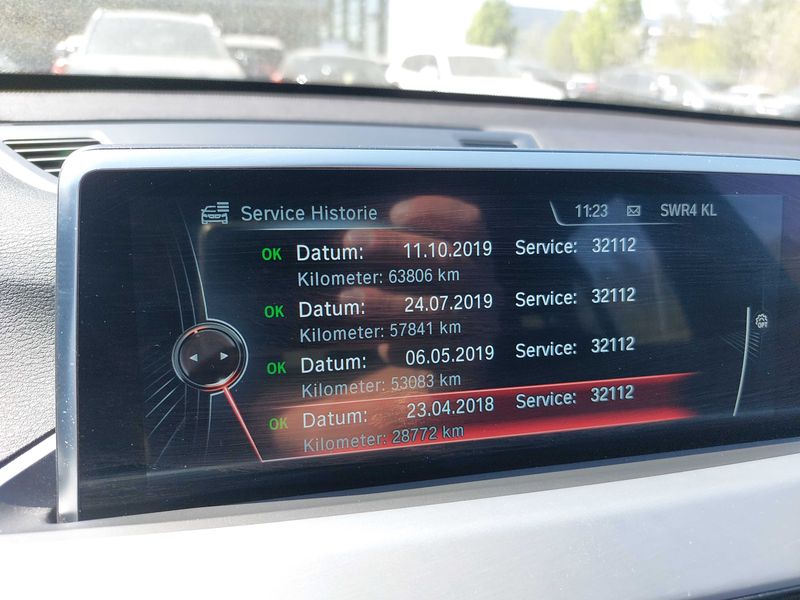 Service Historie 11:23 SWR4 KL
OK Datum: 11.10.2019 Service: 32112
Kilometer: 63806 km
OK Datum: 24.07.2019 Service: 32112
Kilometer: 57841 km
OK Datum: 06.05.2019 Service: 32112
Kilometer: 53083 km
OK Datum: 23.04.2018 Service: 32112
Kilometer: 28772 km
OPT